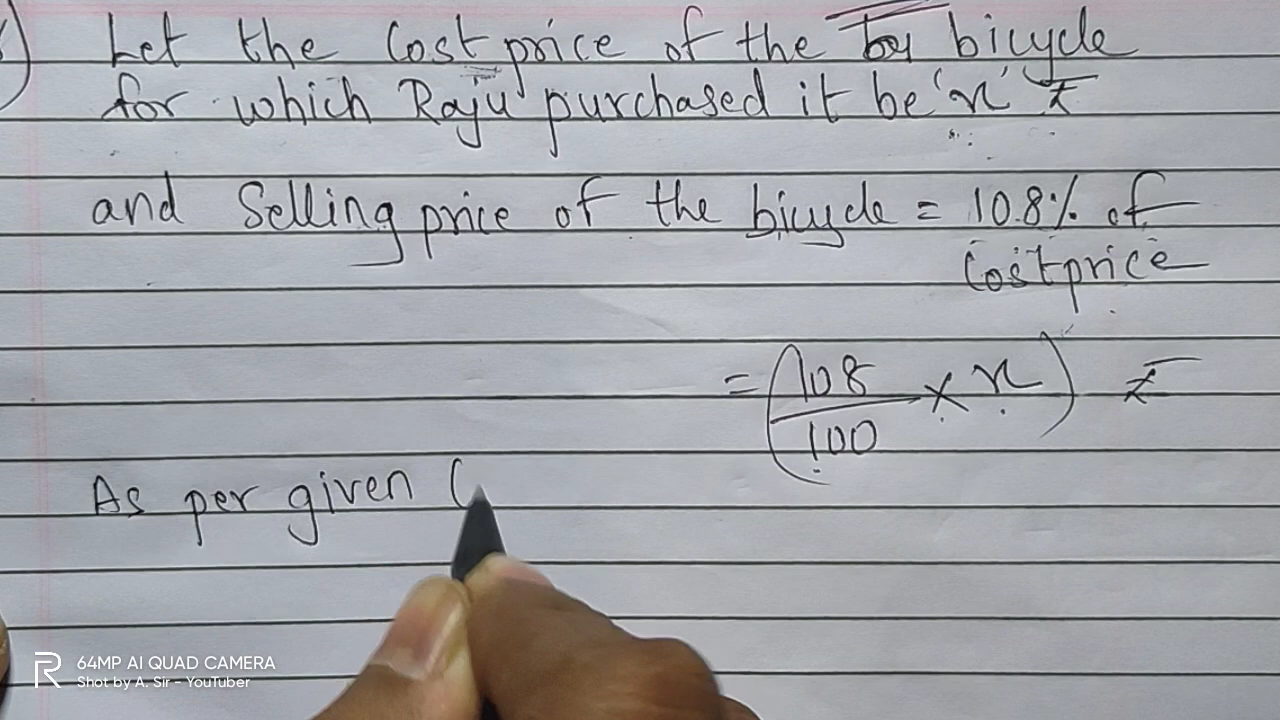 Let the Cost price of the bicycle
for which Raju purchased it be 'x' ₹
and Selling price of the bicycle = 108% of
Cost price
= (108/100 × x) ₹
As per given (
64MP AI QUAD CAMERA
Shot by A. Sir - YouTuber